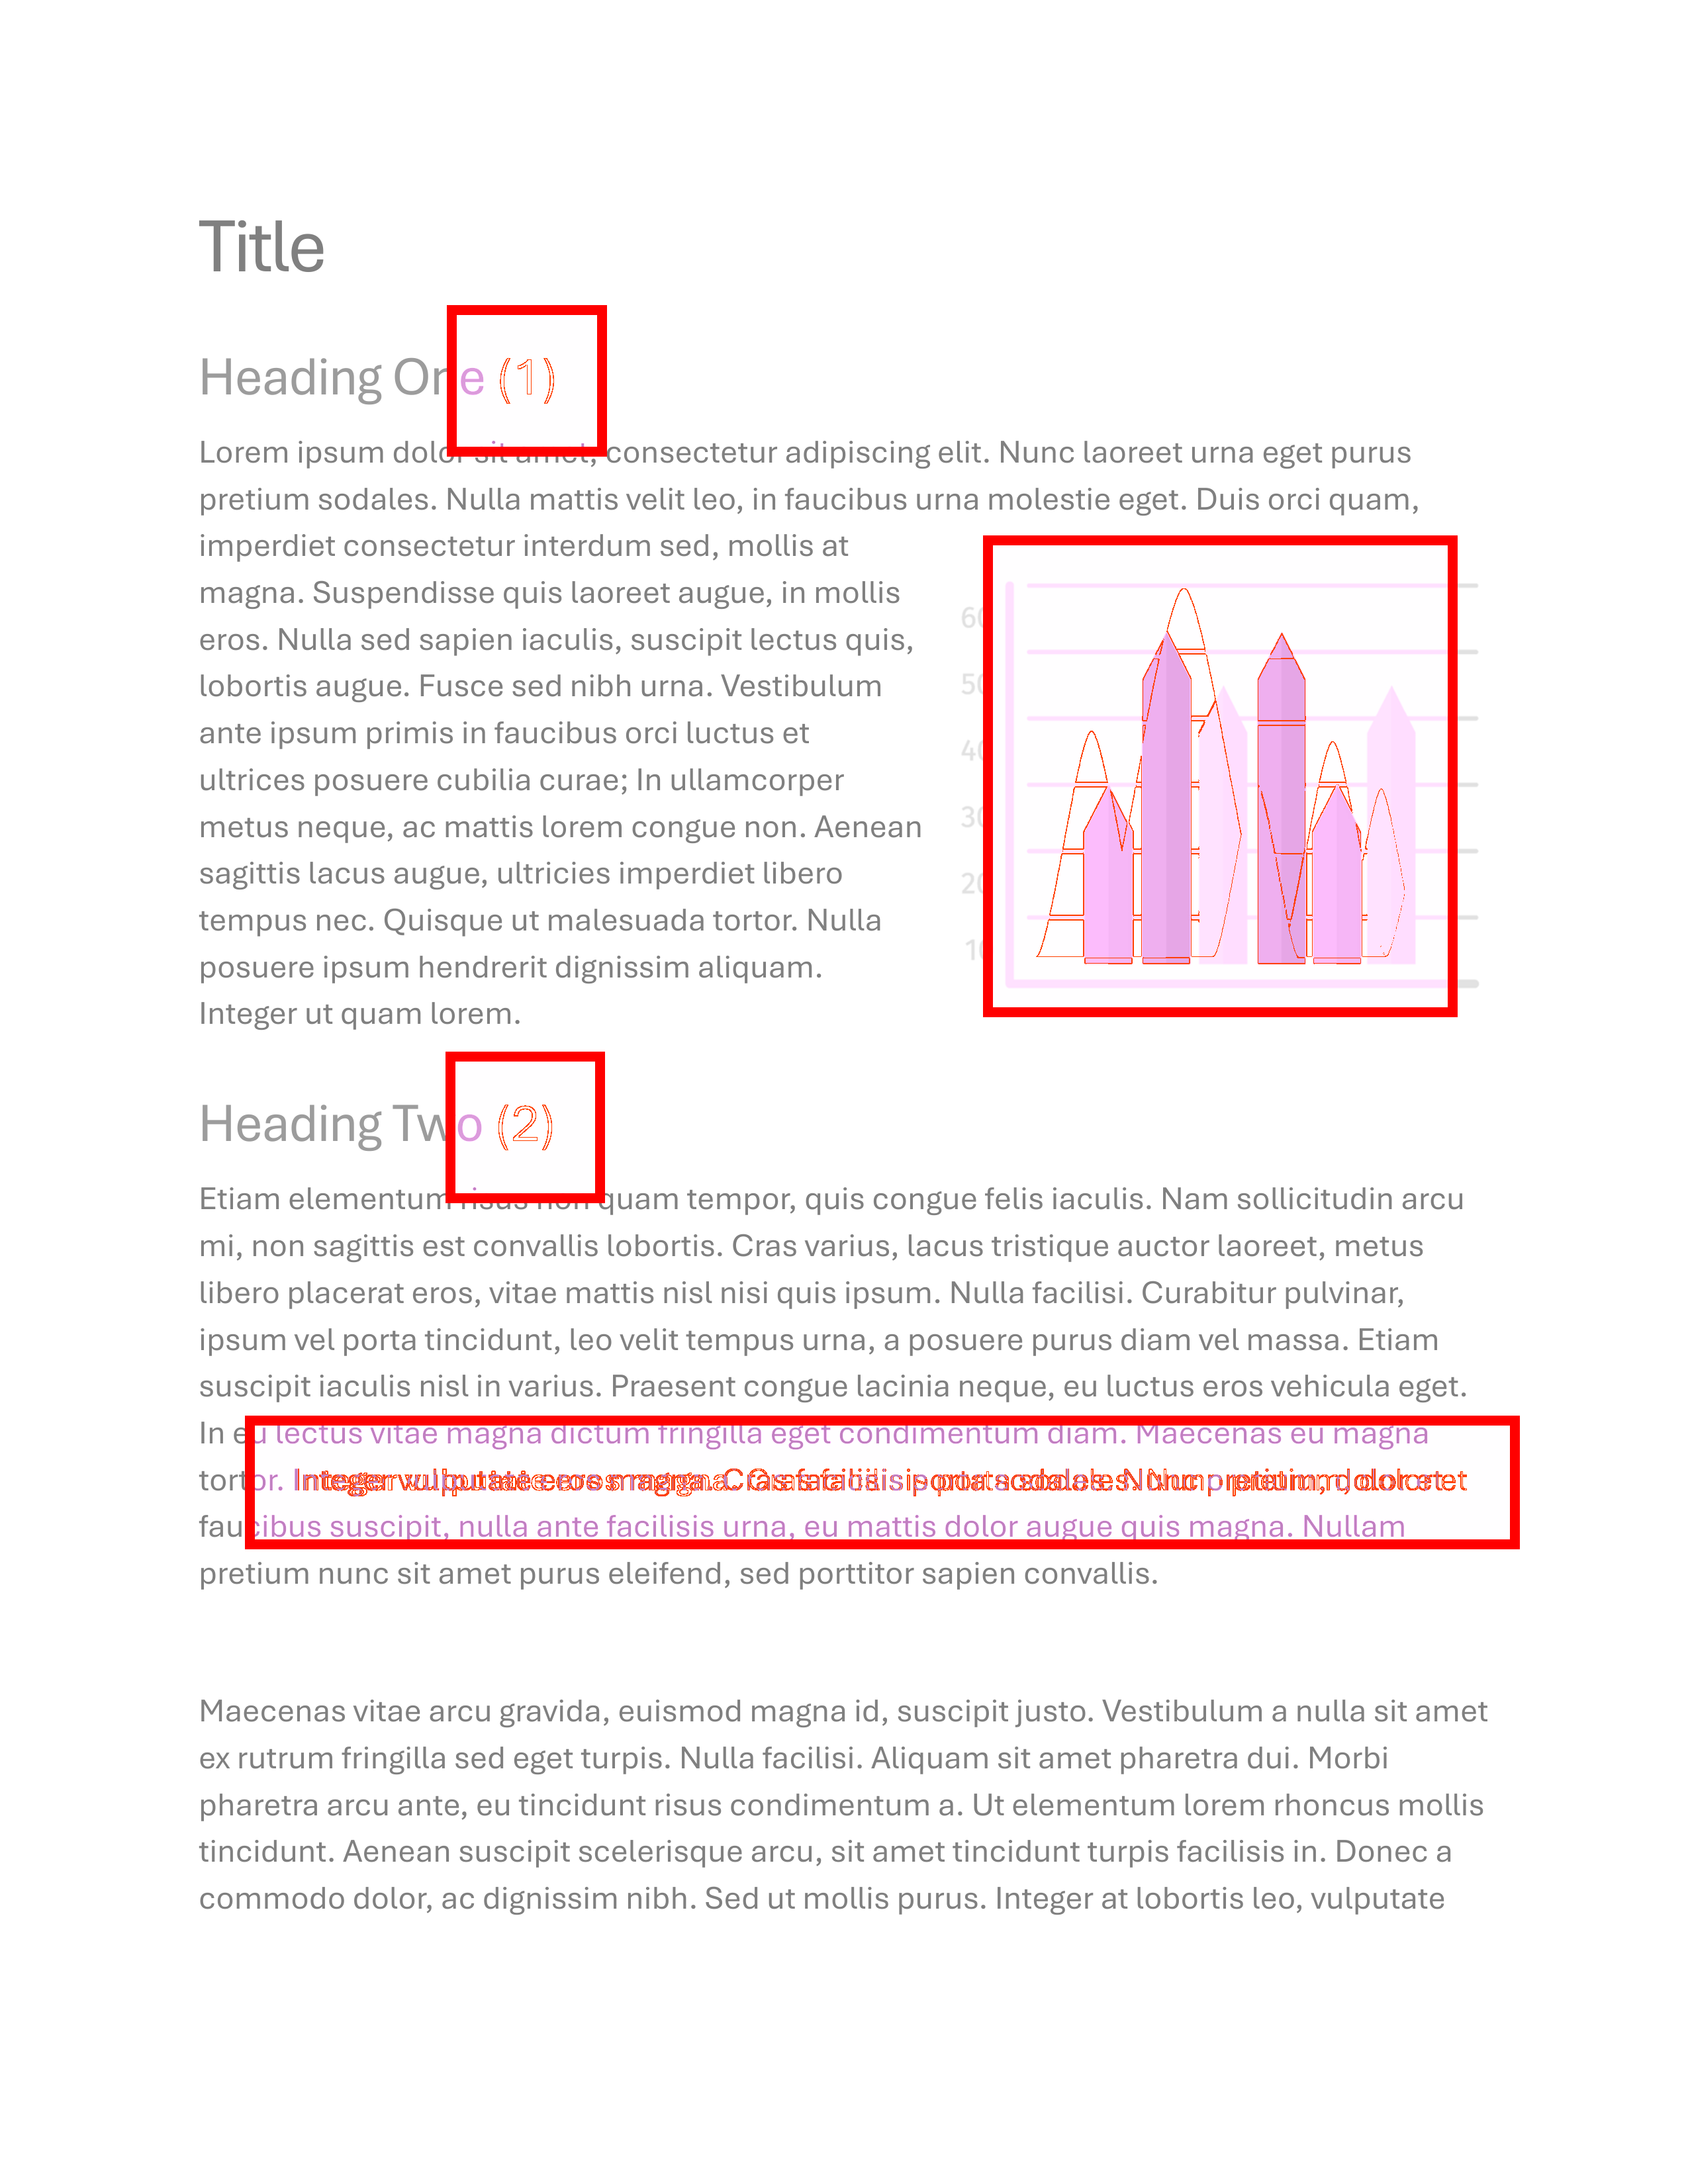 Title
Heading One (1)
Lorem ipsum dolor sit amet, consectetur adipiscing elit. Nunc laoreet urna eget purus
pretium sodales. Nulla mattis velit leo, in faucibus urna molestie eget. Duis orci quam,
imperdiet consectetur interdum sed, mollis at
magna. Suspendisse quis laoreet augue, in mollis
eros. Nulla sed sapien iaculis, suscipit lectus quis,
lobortis augue. Fusce sed nibh urna. Vestibulum
ante ipsum primis in faucibus orci luctus et
ultrices posuere cubilia curae; In ullamcorper
metus neque, ac mattis lorem congue non. Aenean
sagittis lacus augue, ultricies imperdiet libero
tempus nec. Quisque ut malesuada tortor. Nulla
posuere ipsum hendrerit dignissim aliquam.
Integer ut quam lorem.
60
50
40
30
20
10
Heading Two (2)
Etiam elementum risus non quam tempor, quis congue felis iaculis. Nam sollicitudin arcu
mi, non sagittis est convallis lobortis. Cras varius, lacus tristique auctor laoreet, metus
libero placerat eros, vitae mattis nisl nisi quis ipsum. Nulla facilisi. Curabitur pulvinar,
ipsum vel porta tincidunt, leo velit tempus urna, a posuere purus diam vel massa. Etiam
suscipit iaculis nisl in varius. Praesent congue lacinia neque, eu luctus eros vehicula eget.
In eu lectus vitae magna dictum fringilla eget condimentum diam. Maecenas eu magna
tortor. Integer vulputate eros magna. Cras facilisis porta sodales. Nunc pretium, dolor et
faucibus suscipit, nulla ante facilisis urna, eu mattis dolor augue quis magna. Nullam
pretium nunc sit amet purus eleifend, sed porttitor sapien convallis.
Maecenas vitae arcu gravida, euismod magna id, suscipit justo. Vestibulum a nulla sit amet
ex rutrum fringilla sed eget turpis. Nulla facilisi. Aliquam sit amet pharetra dui. Morbi
pharetra arcu ante, eu tincidunt risus condimentum a. Ut elementum lorem rhoncus mollis
tincidunt. Aenean suscipit scelerisque arcu, sit amet tincidunt turpis facilisis in. Donec a
commodo dolor, ac dignissim nibh. Sed ut mollis purus. Integer at lobortis leo, vulputate